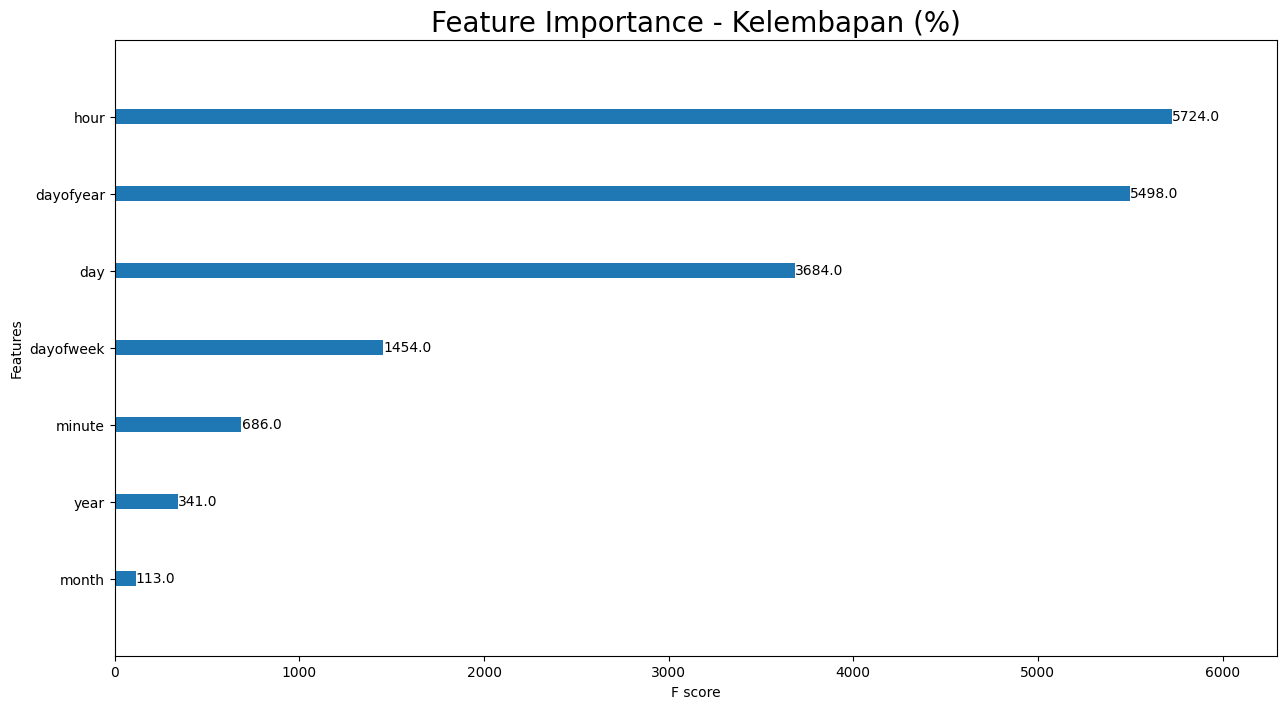 Feature Importance - Kelembapan (%)
Features
hour
5724.0
dayofyear
5498.0
day
3684.0
dayofweek
1454.0
minute
686.0
year
341.0
month
113.0
0
1000
2000
3000
4000
5000
6000
F score